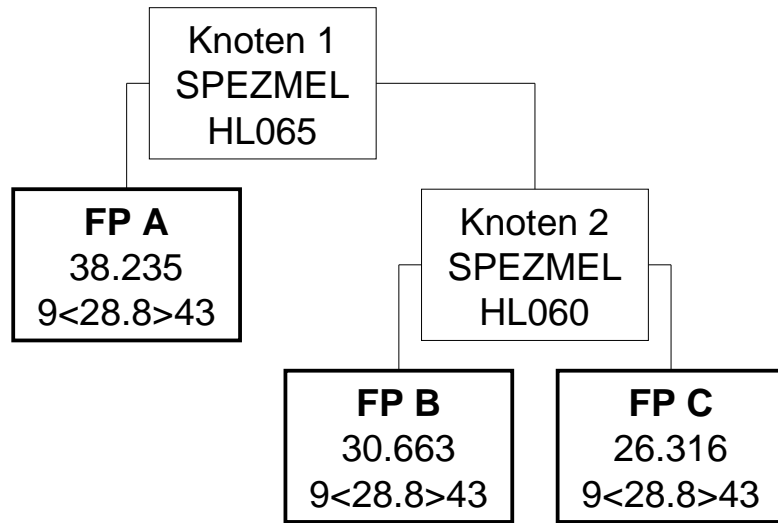 Knoten 1
SPEZMEL
HL065
FP A
38.235
9<28.8>43
Knoten 2
SPEZMEL
HL060
FP B
30.663
9<28.8>43
FP C
26.316
9<28.8>43